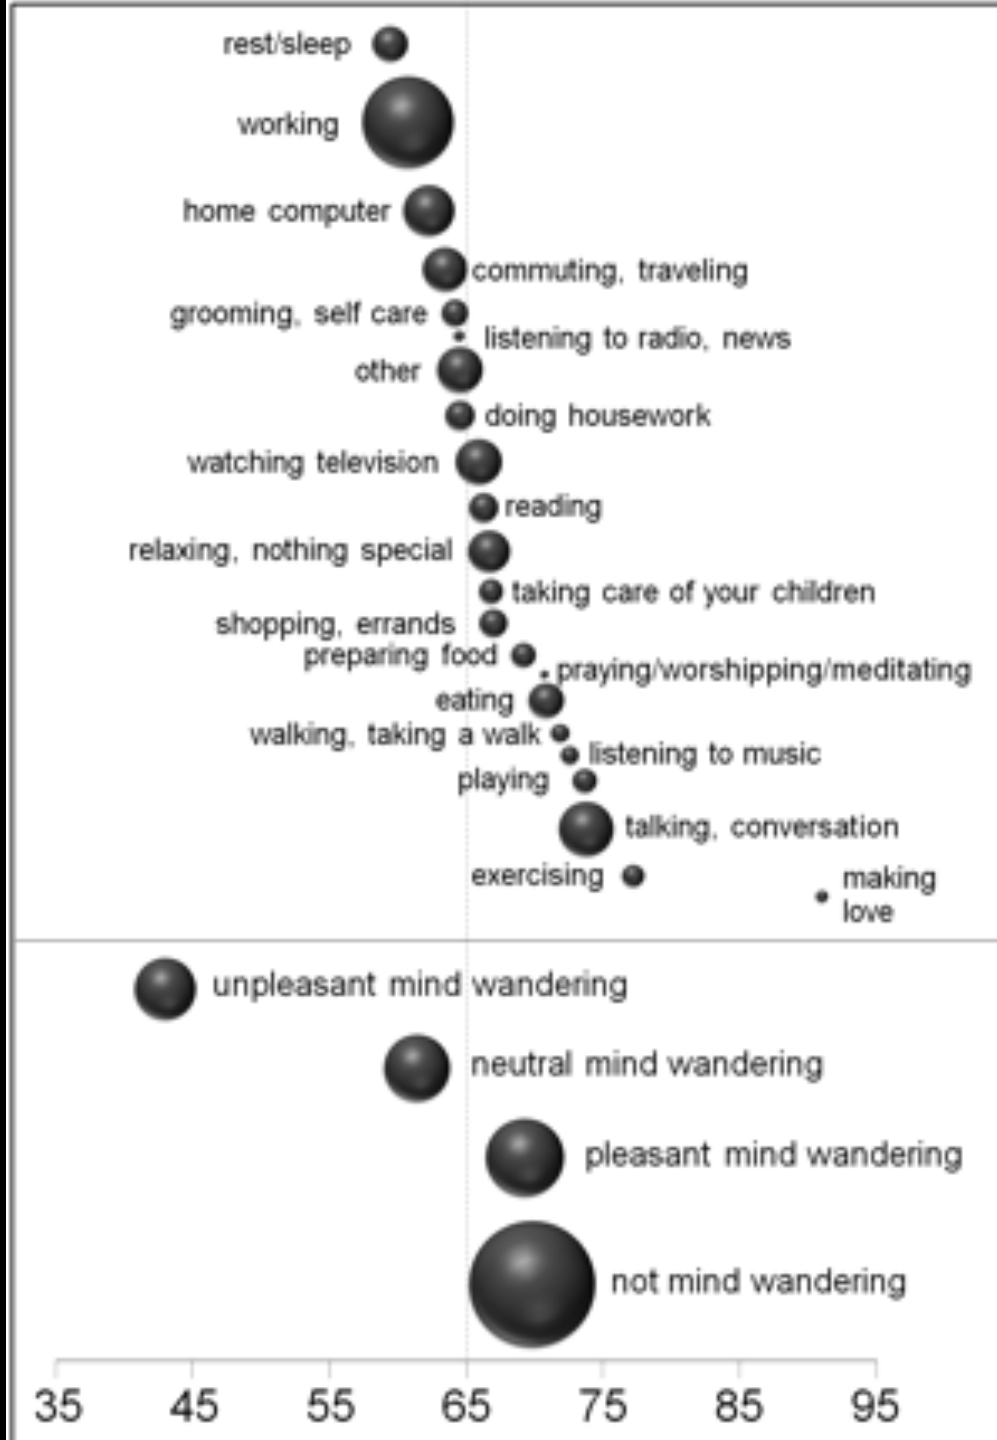 rest/sleep
working
home computer
commuting, traveling
grooming, self care
listening to radio, news
other
doing housework
watching television
reading
relaxing, nothing special
taking care of your children
shopping, errands
preparing food
praying/worshipping/meditating
eating
walking, taking a walk
listening to music
playing
talking, conversation
exercising
making
love
unpleasant mind wandering
neutral mind wandering
pleasant mind wandering
not mind wandering
35 45 55 65 75 85 95